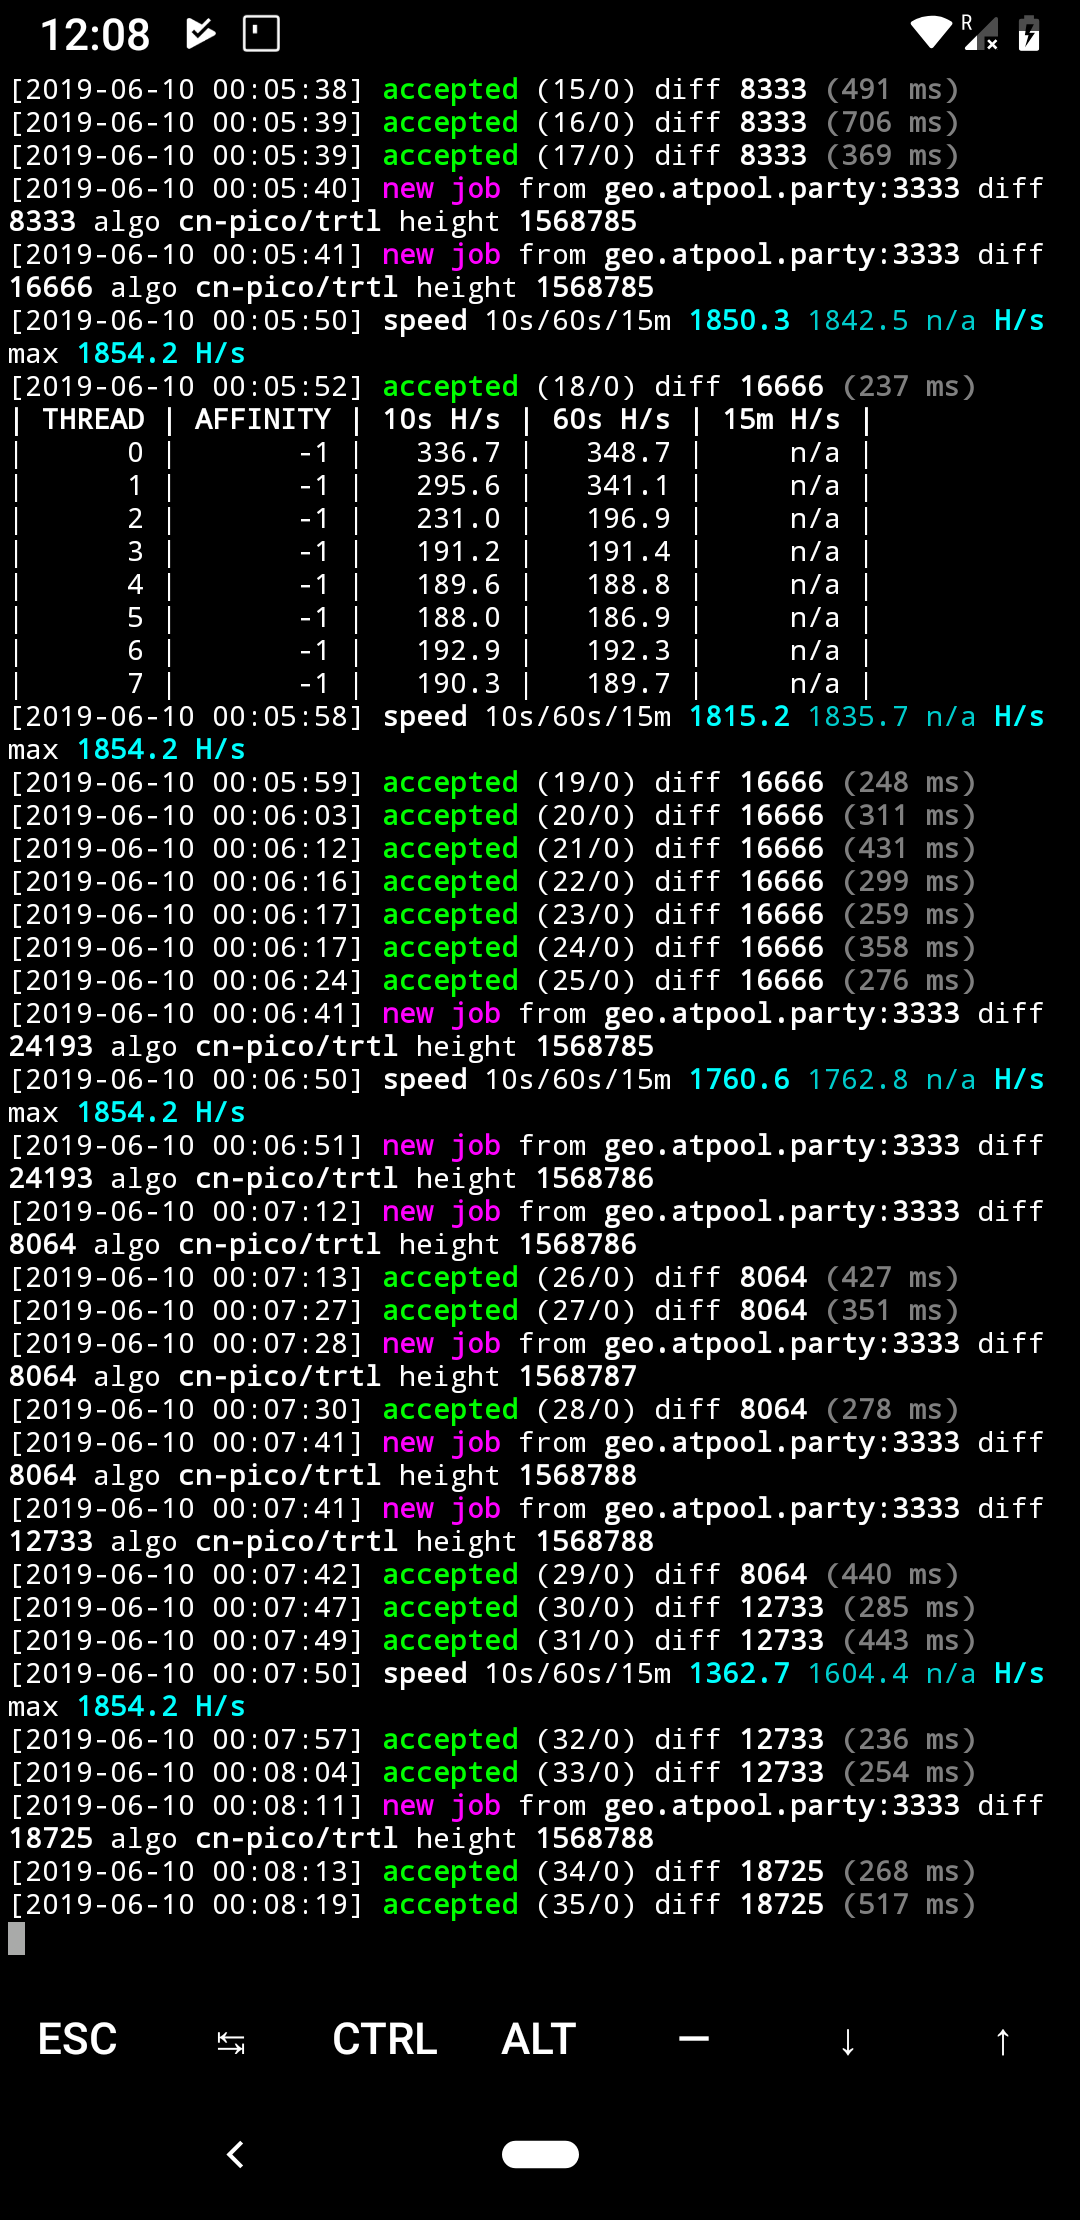 12:08
R
[2019-06-10 00:05:38] accepted (15/0) diff 8333 (491 ms)
[2019-06-10 00:05:39] accepted (16/0) diff 8333 (706 ms)
[2019-06-10 00:05:39] accepted (17/0) diff 8333 (369 ms)
[2019-06-10 00:05:40] new job from geo.atpool.party:3333 diff
8333 algo cn-pico/trtl height 1568785
[2019-06-10 00:05:41] new job from geo.atpool.party:3333 diff
16666 algo cn-pico/trtl height 1568785
[2019-06-10 00:05:50] speed 10s/60s/15m 1850.3 1842.5 n/a H/s
max 1854.2 H/s
[2019-06-10 00:05:52] accepted (18/0) diff 16666 (237 ms)
| THREAD | AFFINITY | 10s H/s | 60s H/s | 15m H/s |
| 0 | -1 | 336.7 | 348.7 | n/a |
| 1 | -1 | 295.6 | 341.1 | n/a |
| 2 | -1 | 231.0 | 196.9 | n/a |
| 3 | -1 | 191.2 | 191.4 | n/a |
| 4 | -1 | 189.6 | 188.8 | n/a |
| 5 | -1 | 188.0 | 186.9 | n/a |
| 6 | -1 | 192.9 | 192.3 | n/a |
| 7 | -1 | 190.3 | 189.7 | n/a |
[2019-06-10 00:05:58] speed 10s/60s/15m 1815.2 1835.7 n/a H/s
max 1854.2 H/s
[2019-06-10 00:05:59] accepted (19/0) diff 16666 (248 ms)
[2019-06-10 00:06:03] accepted (20/0) diff 16666 (311 ms)
[2019-06-10 00:06:12] accepted (21/0) diff 16666 (431 ms)
[2019-06-10 00:06:16] accepted (22/0) diff 16666 (299 ms)
[2019-06-10 00:06:17] accepted (23/0) diff 16666 (259 ms)
[2019-06-10 00:06:17] accepted (24/0) diff 16666 (358 ms)
[2019-06-10 00:06:24] accepted (25/0) diff 16666 (276 ms)
[2019-06-10 00:06:41] new job from geo.atpool.party:3333 diff
24193 algo cn-pico/trtl height 1568785
[2019-06-10 00:06:50] speed 10s/60s/15m 1760.6 1762.8 n/a H/s
max 1854.2 H/s
[2019-06-10 00:06:51] new job from geo.atpool.party:3333 diff
24193 algo cn-pico/trtl height 1568786
[2019-06-10 00:07:12] new job from geo.atpool.party:3333 diff
8064 algo cn-pico/trtl height 1568786
[2019-06-10 00:07:13] accepted (26/0) diff 8064 (427 ms)
[2019-06-10 00:07:27] accepted (27/0) diff 8064 (351 ms)
[2019-06-10 00:07:28] new job from geo.atpool.party:3333 diff
8064 algo cn-pico/trtl height 1568787
[2019-06-10 00:07:30] accepted (28/0) diff 8064 (278 ms)
[2019-06-10 00:07:41] new job from geo.atpool.party:3333 diff
8064 algo cn-pico/trtl height 1568788
[2019-06-10 00:07:41] new job from geo.atpool.party:3333 diff
12733 algo cn-pico/trtl height 1568788
[2019-06-10 00:07:42] accepted (29/0) diff 8064 (440 ms)
[2019-06-10 00:07:47] accepted (30/0) diff 12733 (285 ms)
[2019-06-10 00:07:49] accepted (31/0) diff 12733 (443 ms)
[2019-06-10 00:07:50] speed 10s/60s/15m 1362.7 1604.4 n/a H/s
max 1854.2 H/s
[2019-06-10 00:07:57] accepted (32/0) diff 12733 (236 ms)
[2019-06-10 00:08:04] accepted (33/0) diff 12733 (254 ms)
[2019-06-10 00:08:11] new job from geo.atpool.party:3333 diff
18725 algo cn-pico/trtl height 1568788
[2019-06-10 00:08:13] accepted (34/0) diff 18725 (268 ms)
[2019-06-10 00:08:19] accepted (35/0) diff 18725 (517 ms)
ESC ↹ CTRL ALT — ↓ ↑